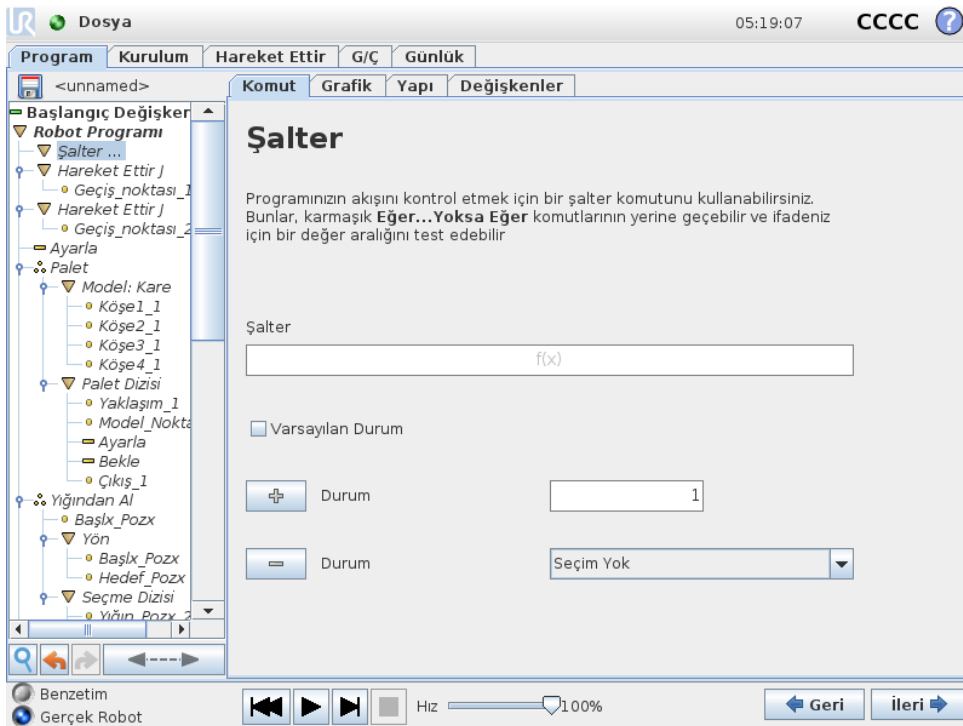 UR Dosya 05:19:07 CCCC ?
Program Kurulum Hareket Ettir G/Ç Günlük
<unnamed> Komut Grafik Yapı Değişkenler
Başlangıç Değişker
Robot Programı
Şalter ...
Hareket Ettir J
Geçiş_noktası_1
Hareket Ettir J
Geçiş_noktası_2
Ayarla
Palet
Model: Kare
Köşe1_1
Köşe2_1
Köşe3_1
Köşe4_1
Palet Dizisi
Yaklaşım_1
Model_Nokta
Ayarla
Bekle
Çıkış_1
Yığından Al
Başlx_Pozx
Yön
Başlx_Pozx
Hedef_Pozx
Seçme Dizisi
Yığın_Pozx_2
Şalter
Programınızın akışını kontrol etmek için bir şalter komutunu kullanabilirsiniz.
Bunlar, karmaşık Eğer...Yoksa Eğer komutlarının yerine geçebilir ve ifadeniz
için bir değer aralığını test edebilir
Şalter
f(x)
Varsayılan Durum
Durum 1
Durum Seçim Yok
Benzetim
Gerçek Robot
Hız 100%
Geri İleri